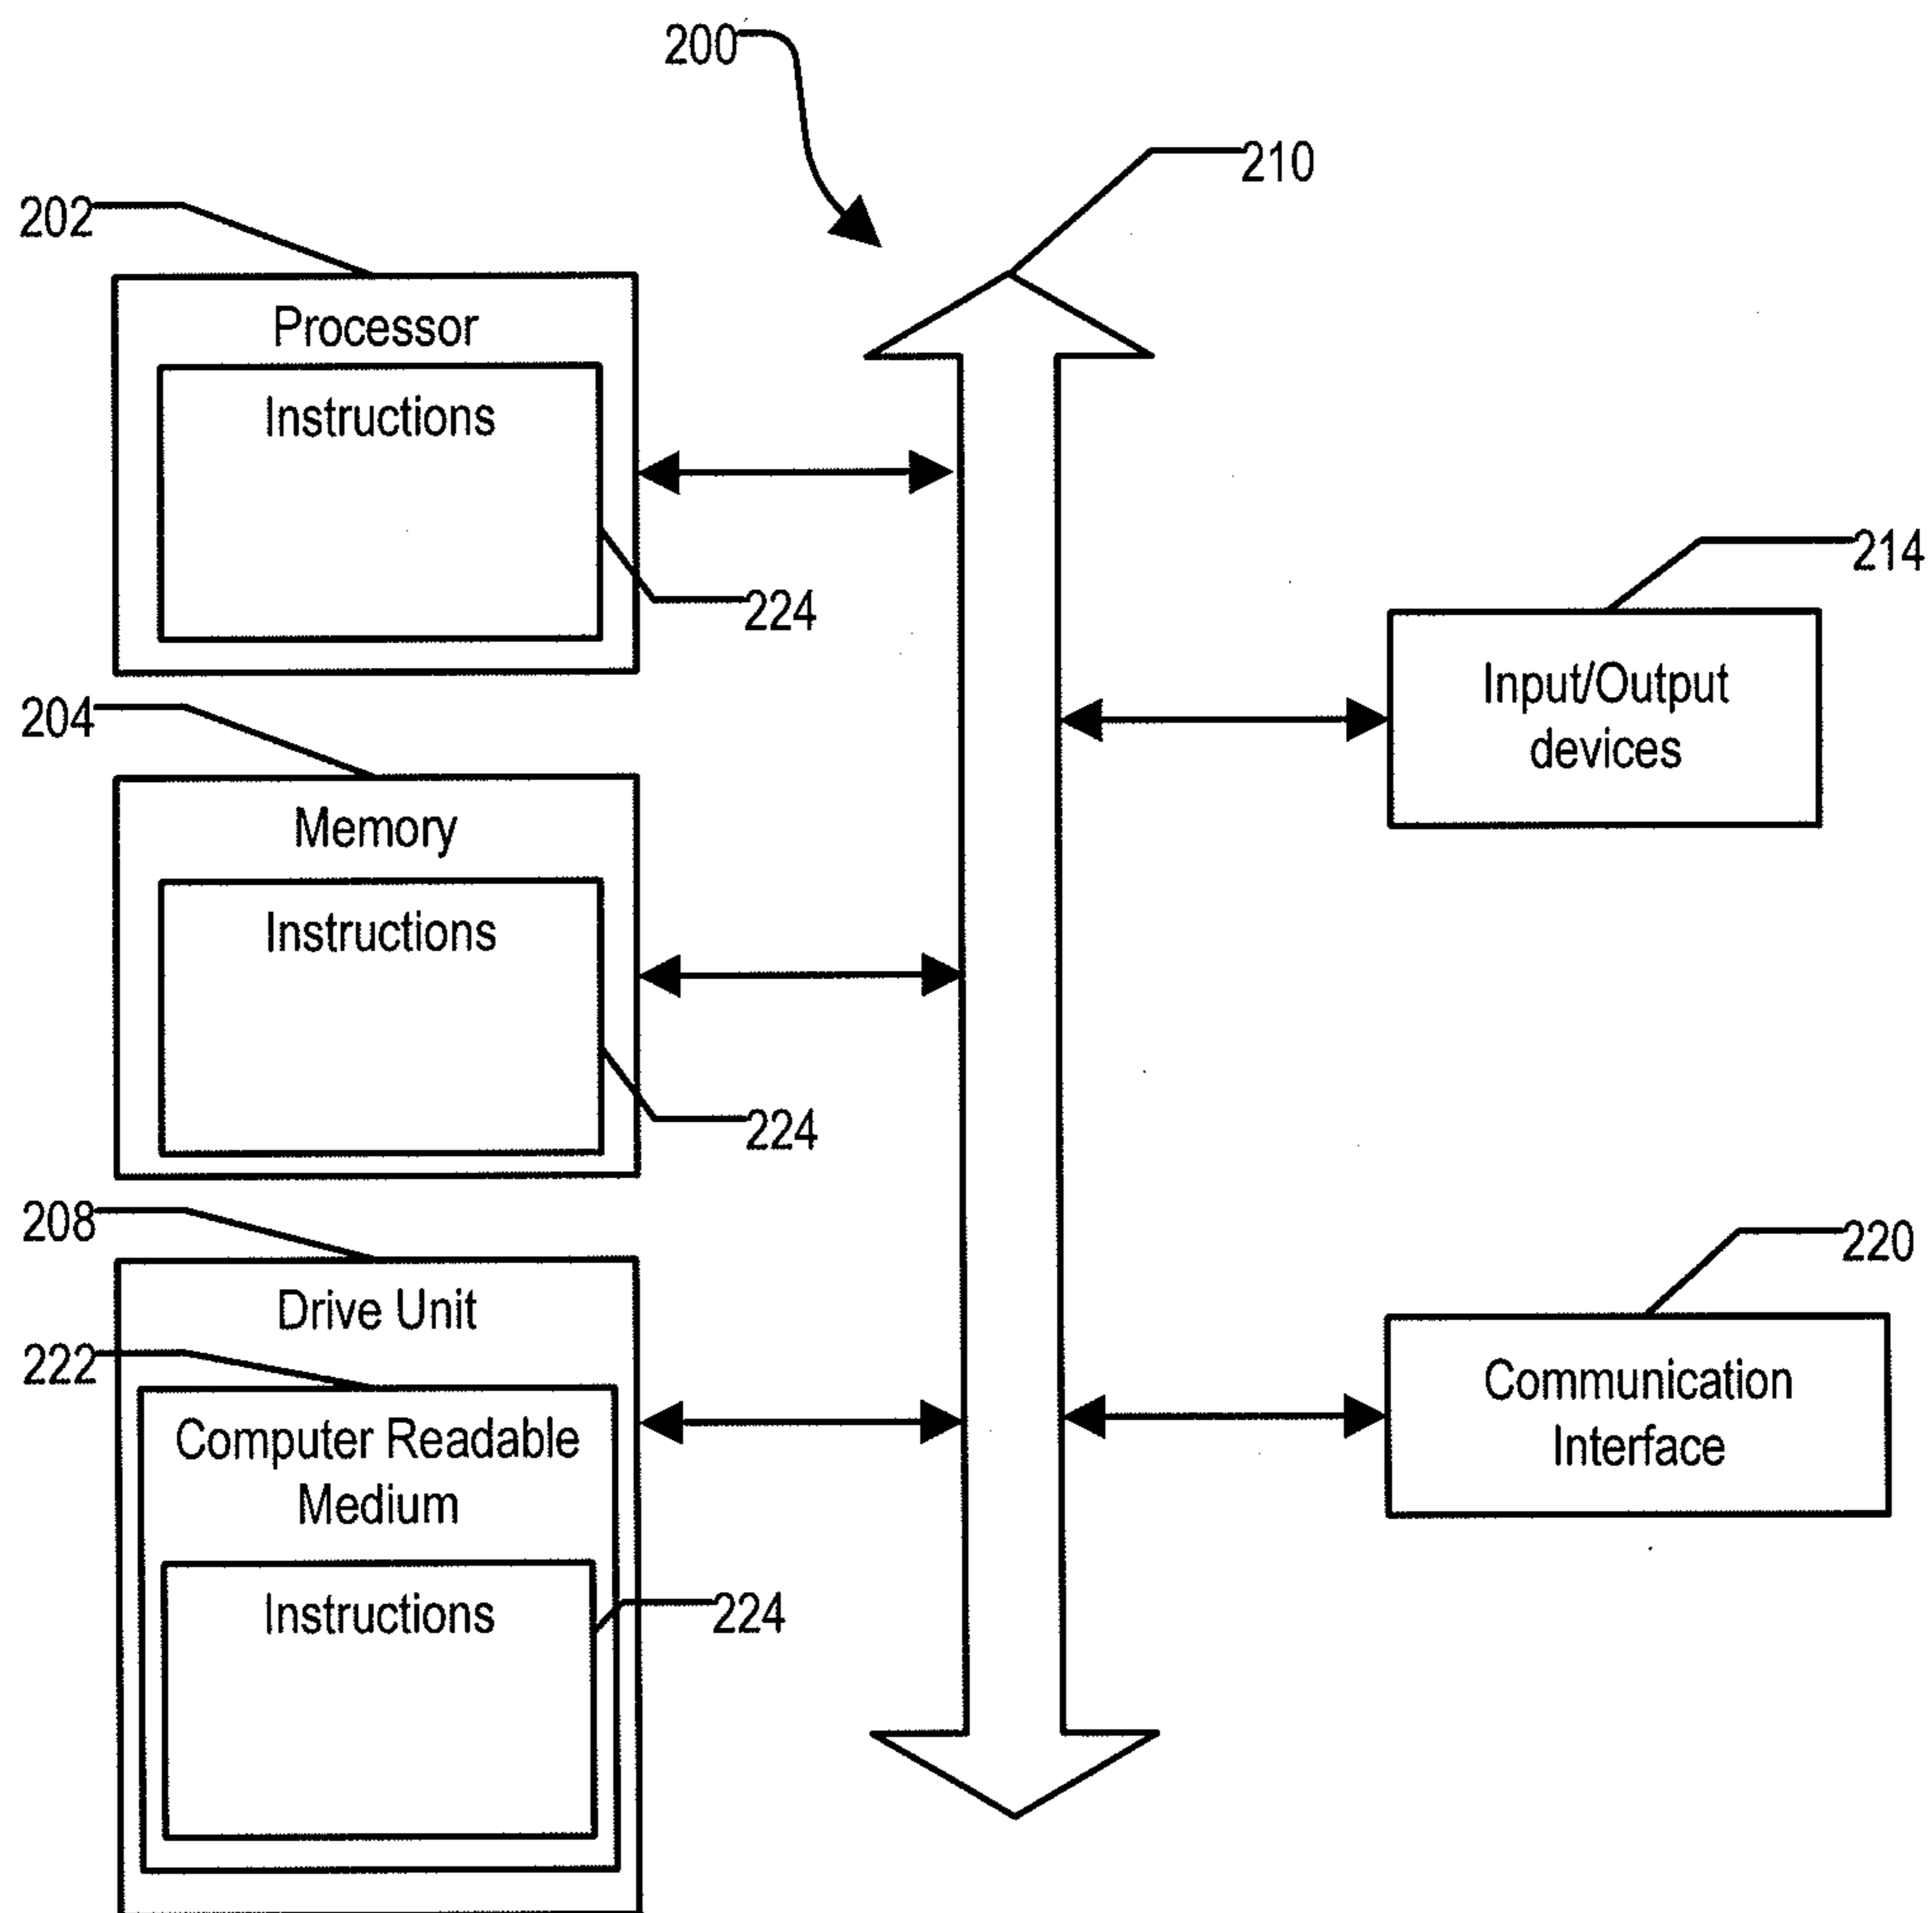 200
210
202
Processor
Instructions
224
214
Input/Output
devices
204
Memory
Instructions
224
208
Drive Unit
220
222
Computer Readable
Medium
Communication
Interface
Instructions
224